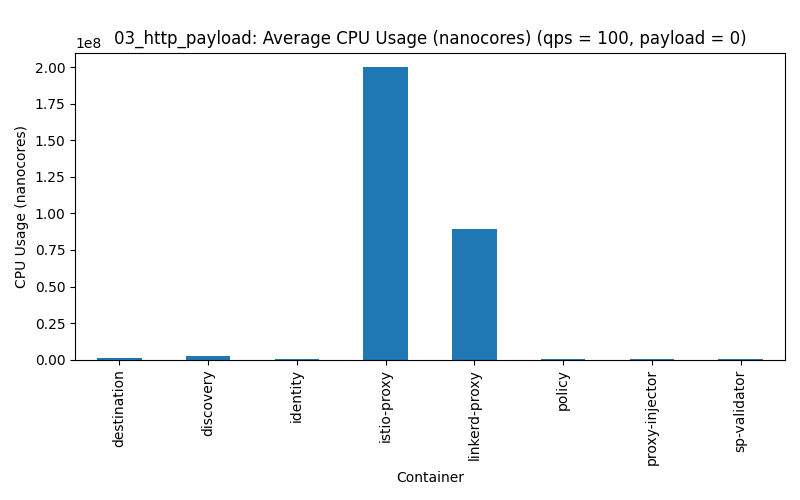 03_http_payload: Average CPU Usage (nanocores) (qps = 100, payload = 0)
1e8
2.00
1.75
1.50
1.25
1.00
0.75
0.50
0.25
0.00
CPU Usage (nanocores)
destination
discovery
identity
istio-proxy
linkerd-proxy
policy
proxy-injector
sp-validator
Container